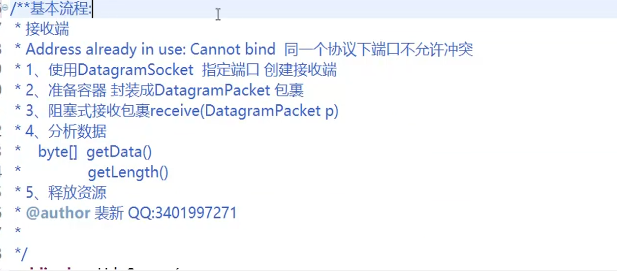 /**基本流程:
* 接收端
* Address already in use: Cannot bind  同一个协议下端口不允许冲突
* 1、使用DatagramSocket  指定端口 创建接收端
* 2、准备容器 封装成DatagramPacket 包裹
* 3、阻塞式接收包裹receive(DatagramPacket p)
* 4、分析数据
*    byte[]  getData()
*                getLength()
* 5、释放资源
* @author 裴新 QQ:3401997271
*
*/